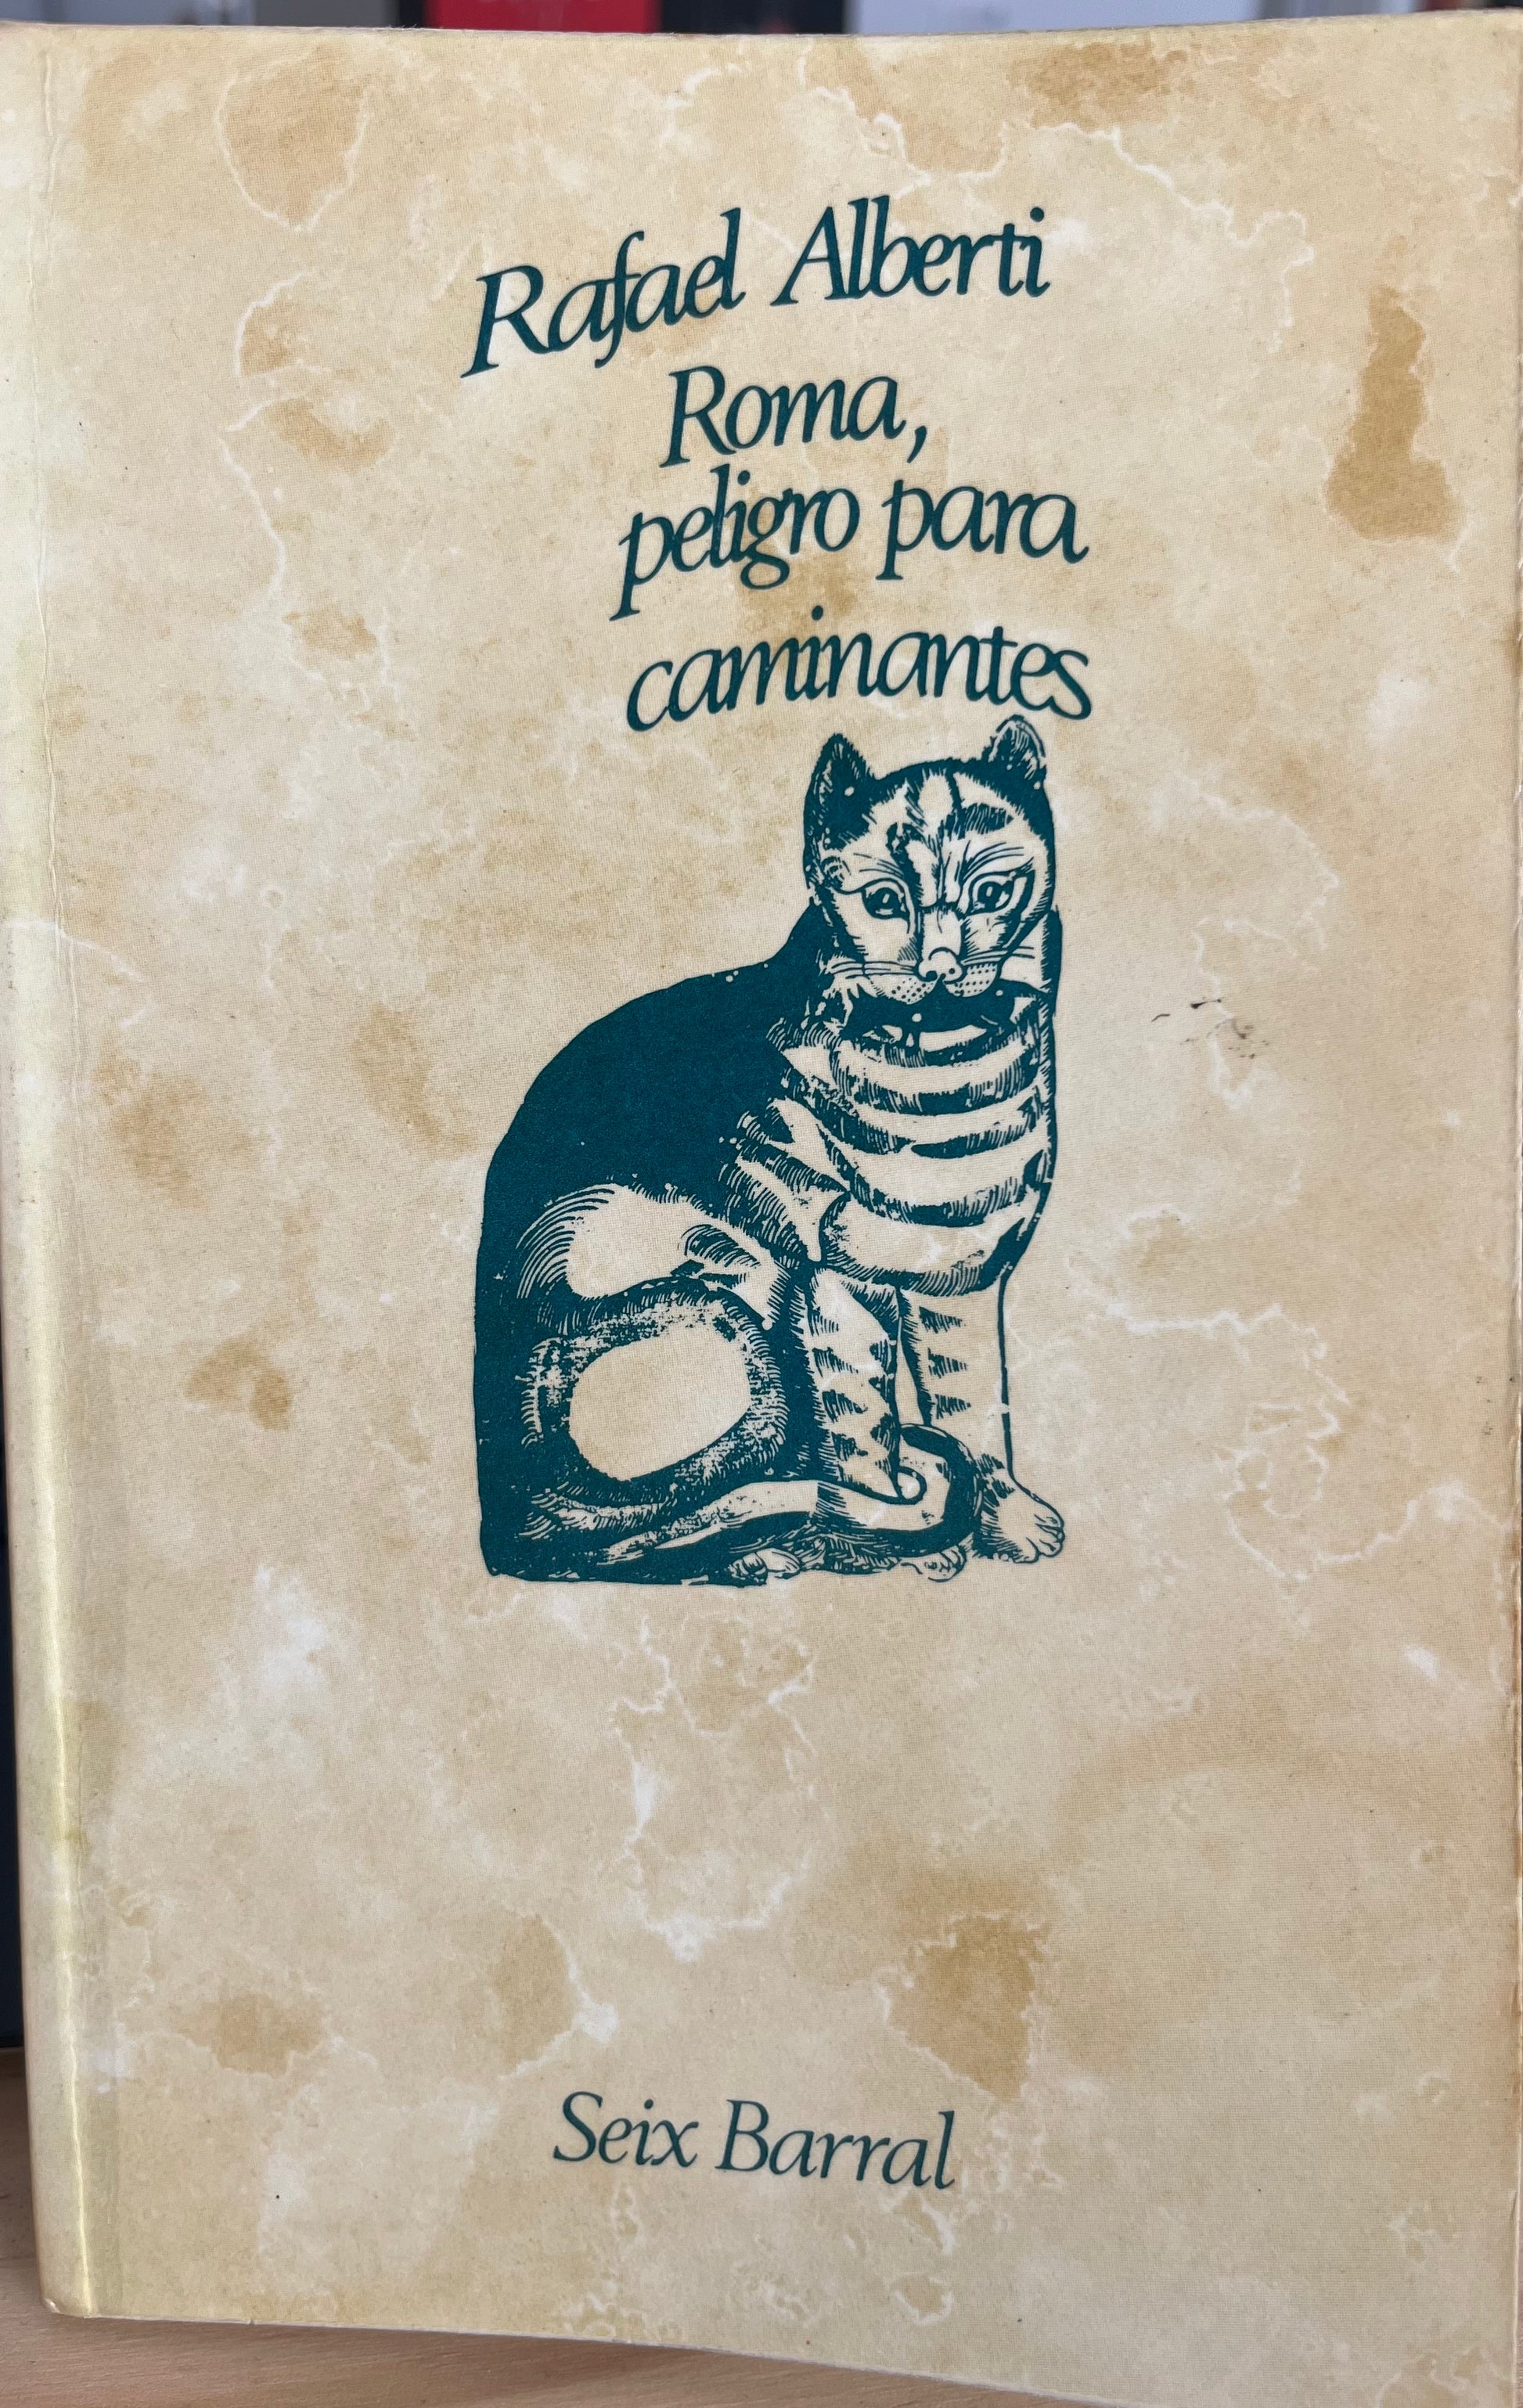 Rafael Alberti
Roma,
peligro para
caminantes
Seix Barral